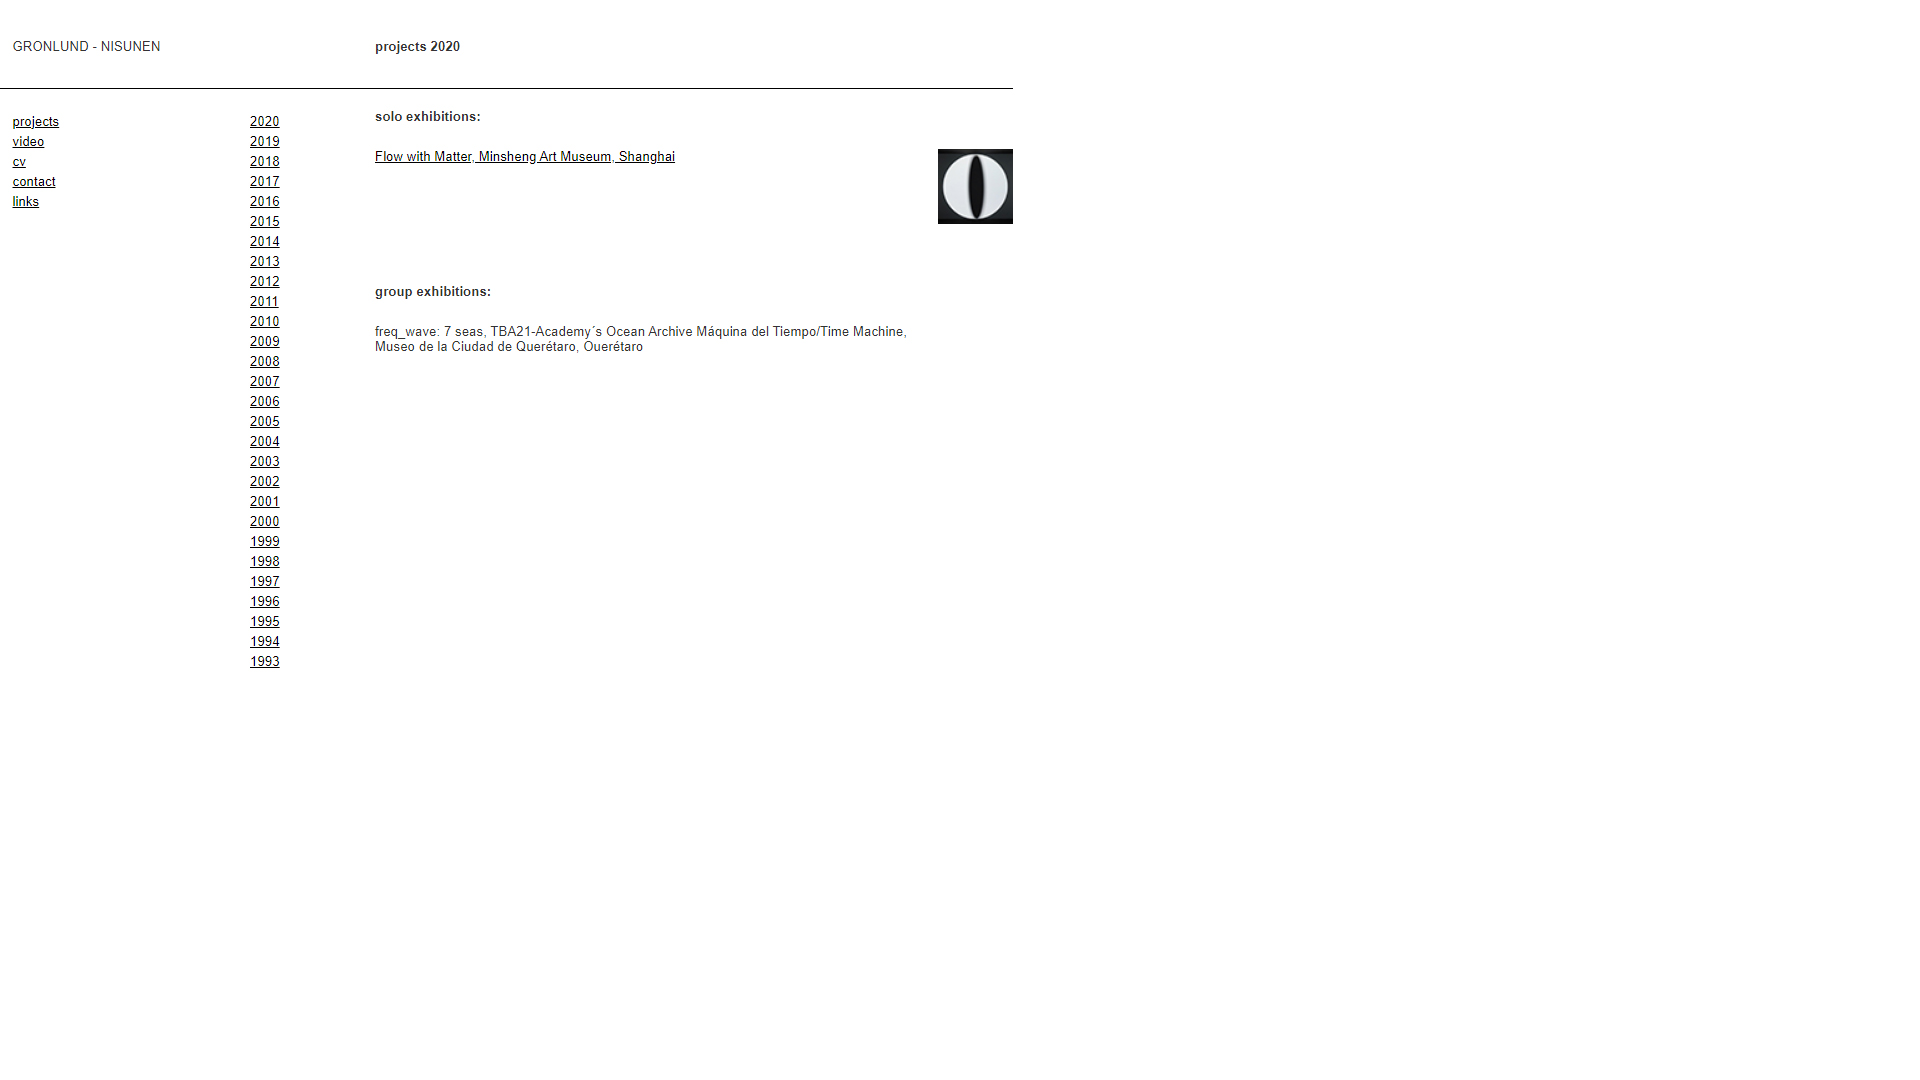 GRONLUND - NISUNEN
projects 2020
projects
video
cv
contact
links
2020
2019
2018
2017
2016
2015
2014
2013
2012
2011
2010
2009
2008
2007
2006
2005
2004
2003
2002
2001
2000
1999
1998
1997
1996
1995
1994
1993
solo exhibitions:
Flow with Matter, Minsheng Art Museum, Shanghai
group exhibitions:
freq_wave: 7 seas, TBA21-Academy´s Ocean Archive Máquina del Tiempo/Time Machine,
Museo de la Ciudad de Querétaro, Ouerétaro